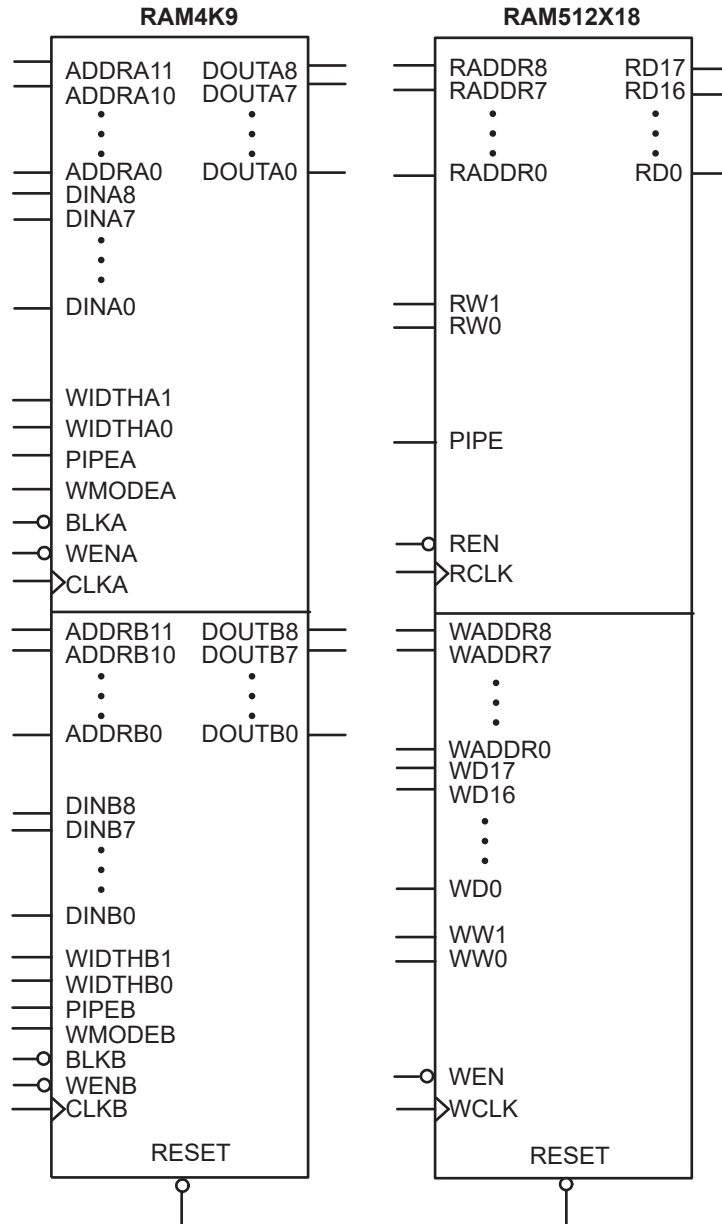 RAM4K9
ADDRA11 DOUTA8
ADDRA10 DOUTA7
ADDRA0 DOUTA0
DINA8
DINA7
DINA0
WIDTHA1
WIDTHA0
PIPEA
WMODEA
BLKA
WENA
CLKA
ADDRB11 DOUTB8
ADDRB10 DOUTB7
ADDRB0 DOUTB0
DINB8
DINB7
DINB0
WIDTHB1
WIDTHB0
PIPEB
WMODEB
BLKB
WENB
CLKB
RESET
RAM512X18
RADDR8 RD17
RADDR7 RD16
RADDR0 RD0
RW1
RW0
PIPE
REN
RCLK
WADDR8
WADDR7
WADDR0
WD17
WD16
WD0
WW1
WW0
WEN
WCLK
RESET